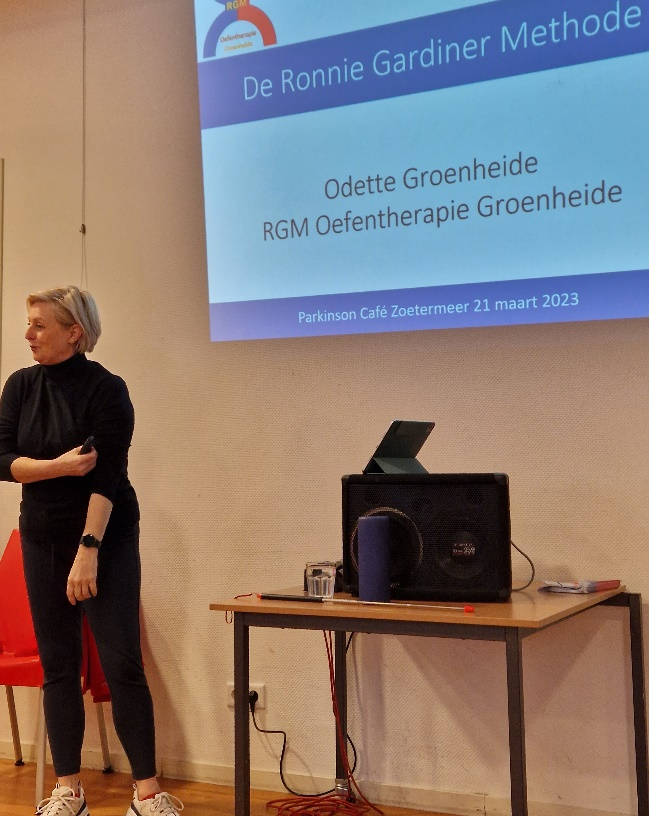 RGM
Oefentherapie
Groenheide
De Ronnie Gardiner Methode
Odette Groenheide
RGM Oefentherapie Groenheide
Parkinson Café Zoetermeer 21 maart 2023